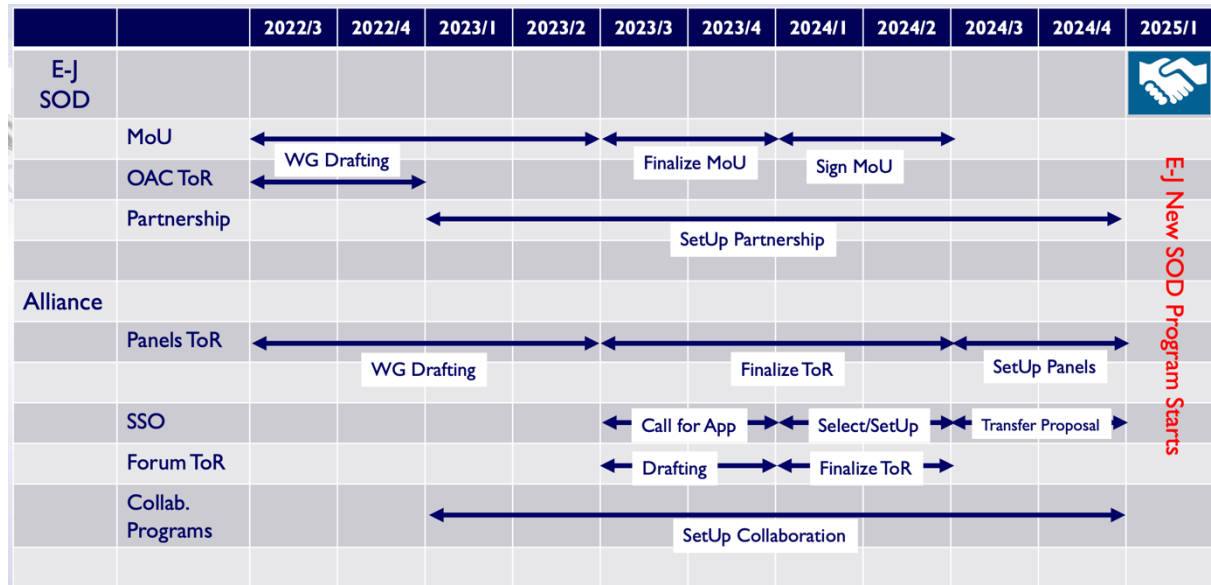 2022/3 2022/4 2023/1 2023/2 2023/3 2023/4 2024/1 2024/2 2024/3 2024/4 2025/1
E-J
SOD
MoU
WG Drafting
Finalize MoU
Sign MoU
OAC ToR
Partnership
SetUp Partnership
Alliance
Panels ToR
WG Drafting
Finalize ToR
SetUp Panels
SSO
Call for App
Select/SetUp
Transfer Proposal
Forum ToR
Drafting
Finalize ToR
Collab.
Programs
SetUp Collaboration
E-J New SOD Program Starts